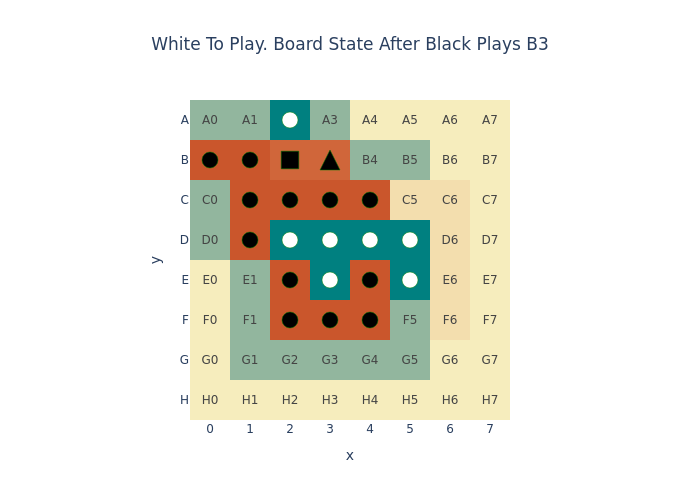 White To Play. Board State After Black Plays B3
A A0 A1 A3 A4 A5 A6 A7
B B4 B5 B6 B7
C C0 C5 C6 C7
D D0 D6 D7
E E0 E1 E6 E7
F F0 F1 F5 F6 F7
G G0 G1 G2 G3 G4 G5 G6 G7
H H0 H1 H2 H3 H4 H5 H6 H7
0 1 2 3 4 5 6 7
x
y